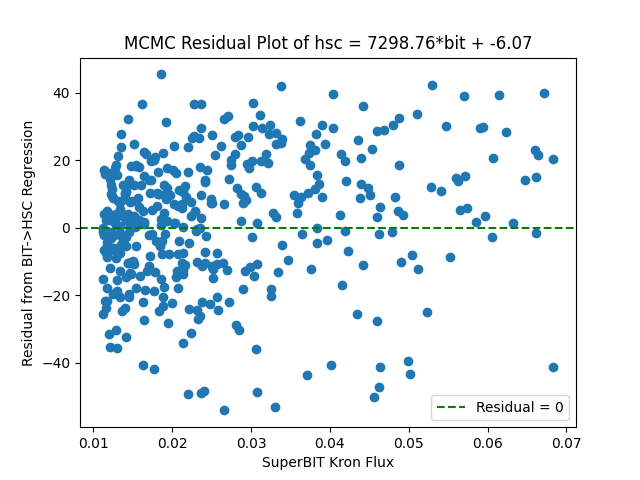 MCMC Residual Plot of hsc = 7298.76*bit + -6.07
Residual from BIT->HSC Regression
40
20
0
−20
−40
Residual = 0
0.01 0.02 0.03 0.04 0.05 0.06 0.07
SuperBIT Kron Flux